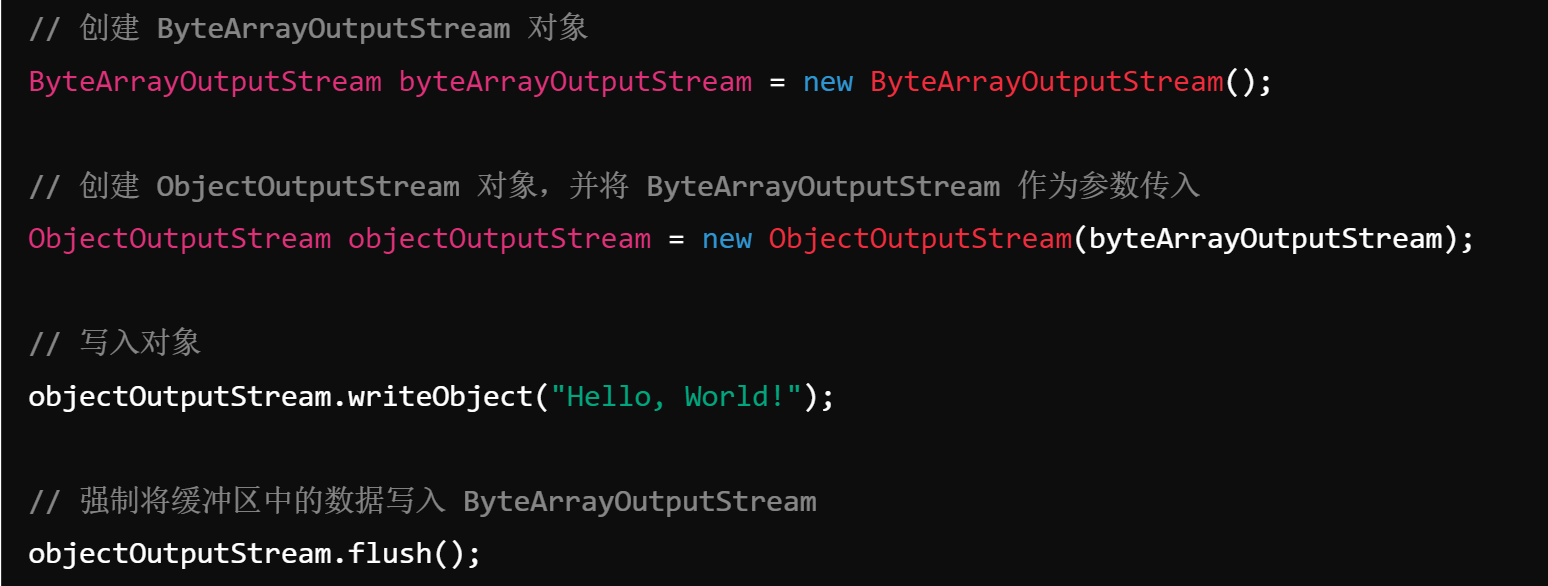 // 创建 ByteArrayOutputStream 对象
ByteArrayOutputStream byteArrayOutputStream = new ByteArrayOutputStream();
// 创建 ObjectOutputStream 对象，并将 ByteArrayOutputStream 作为参数传入
ObjectOutputStream objectOutputStream = new ObjectOutputStream(byteArrayOutputStream);
// 写入对象
objectOutputStream.writeObject("Hello, World!");
// 强制将缓冲区中的数据写入 ByteArrayOutputStream
objectOutputStream.flush();